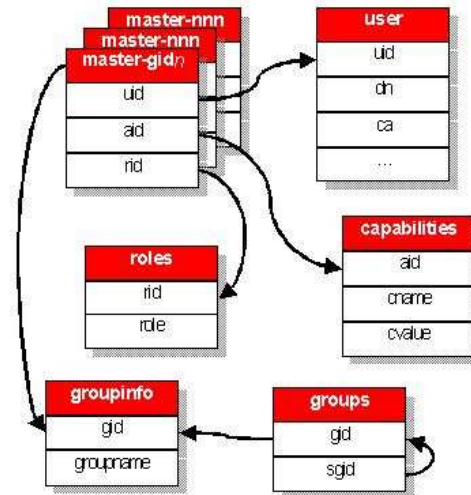 master-nnn
master-nnn
master-gidn
uid
aid
rid
user
uid
dn
ca
...
capabilities
aid
cname
cvalue
roles
rid
role
groupinfo
gid
groupname
groups
gid
sgid